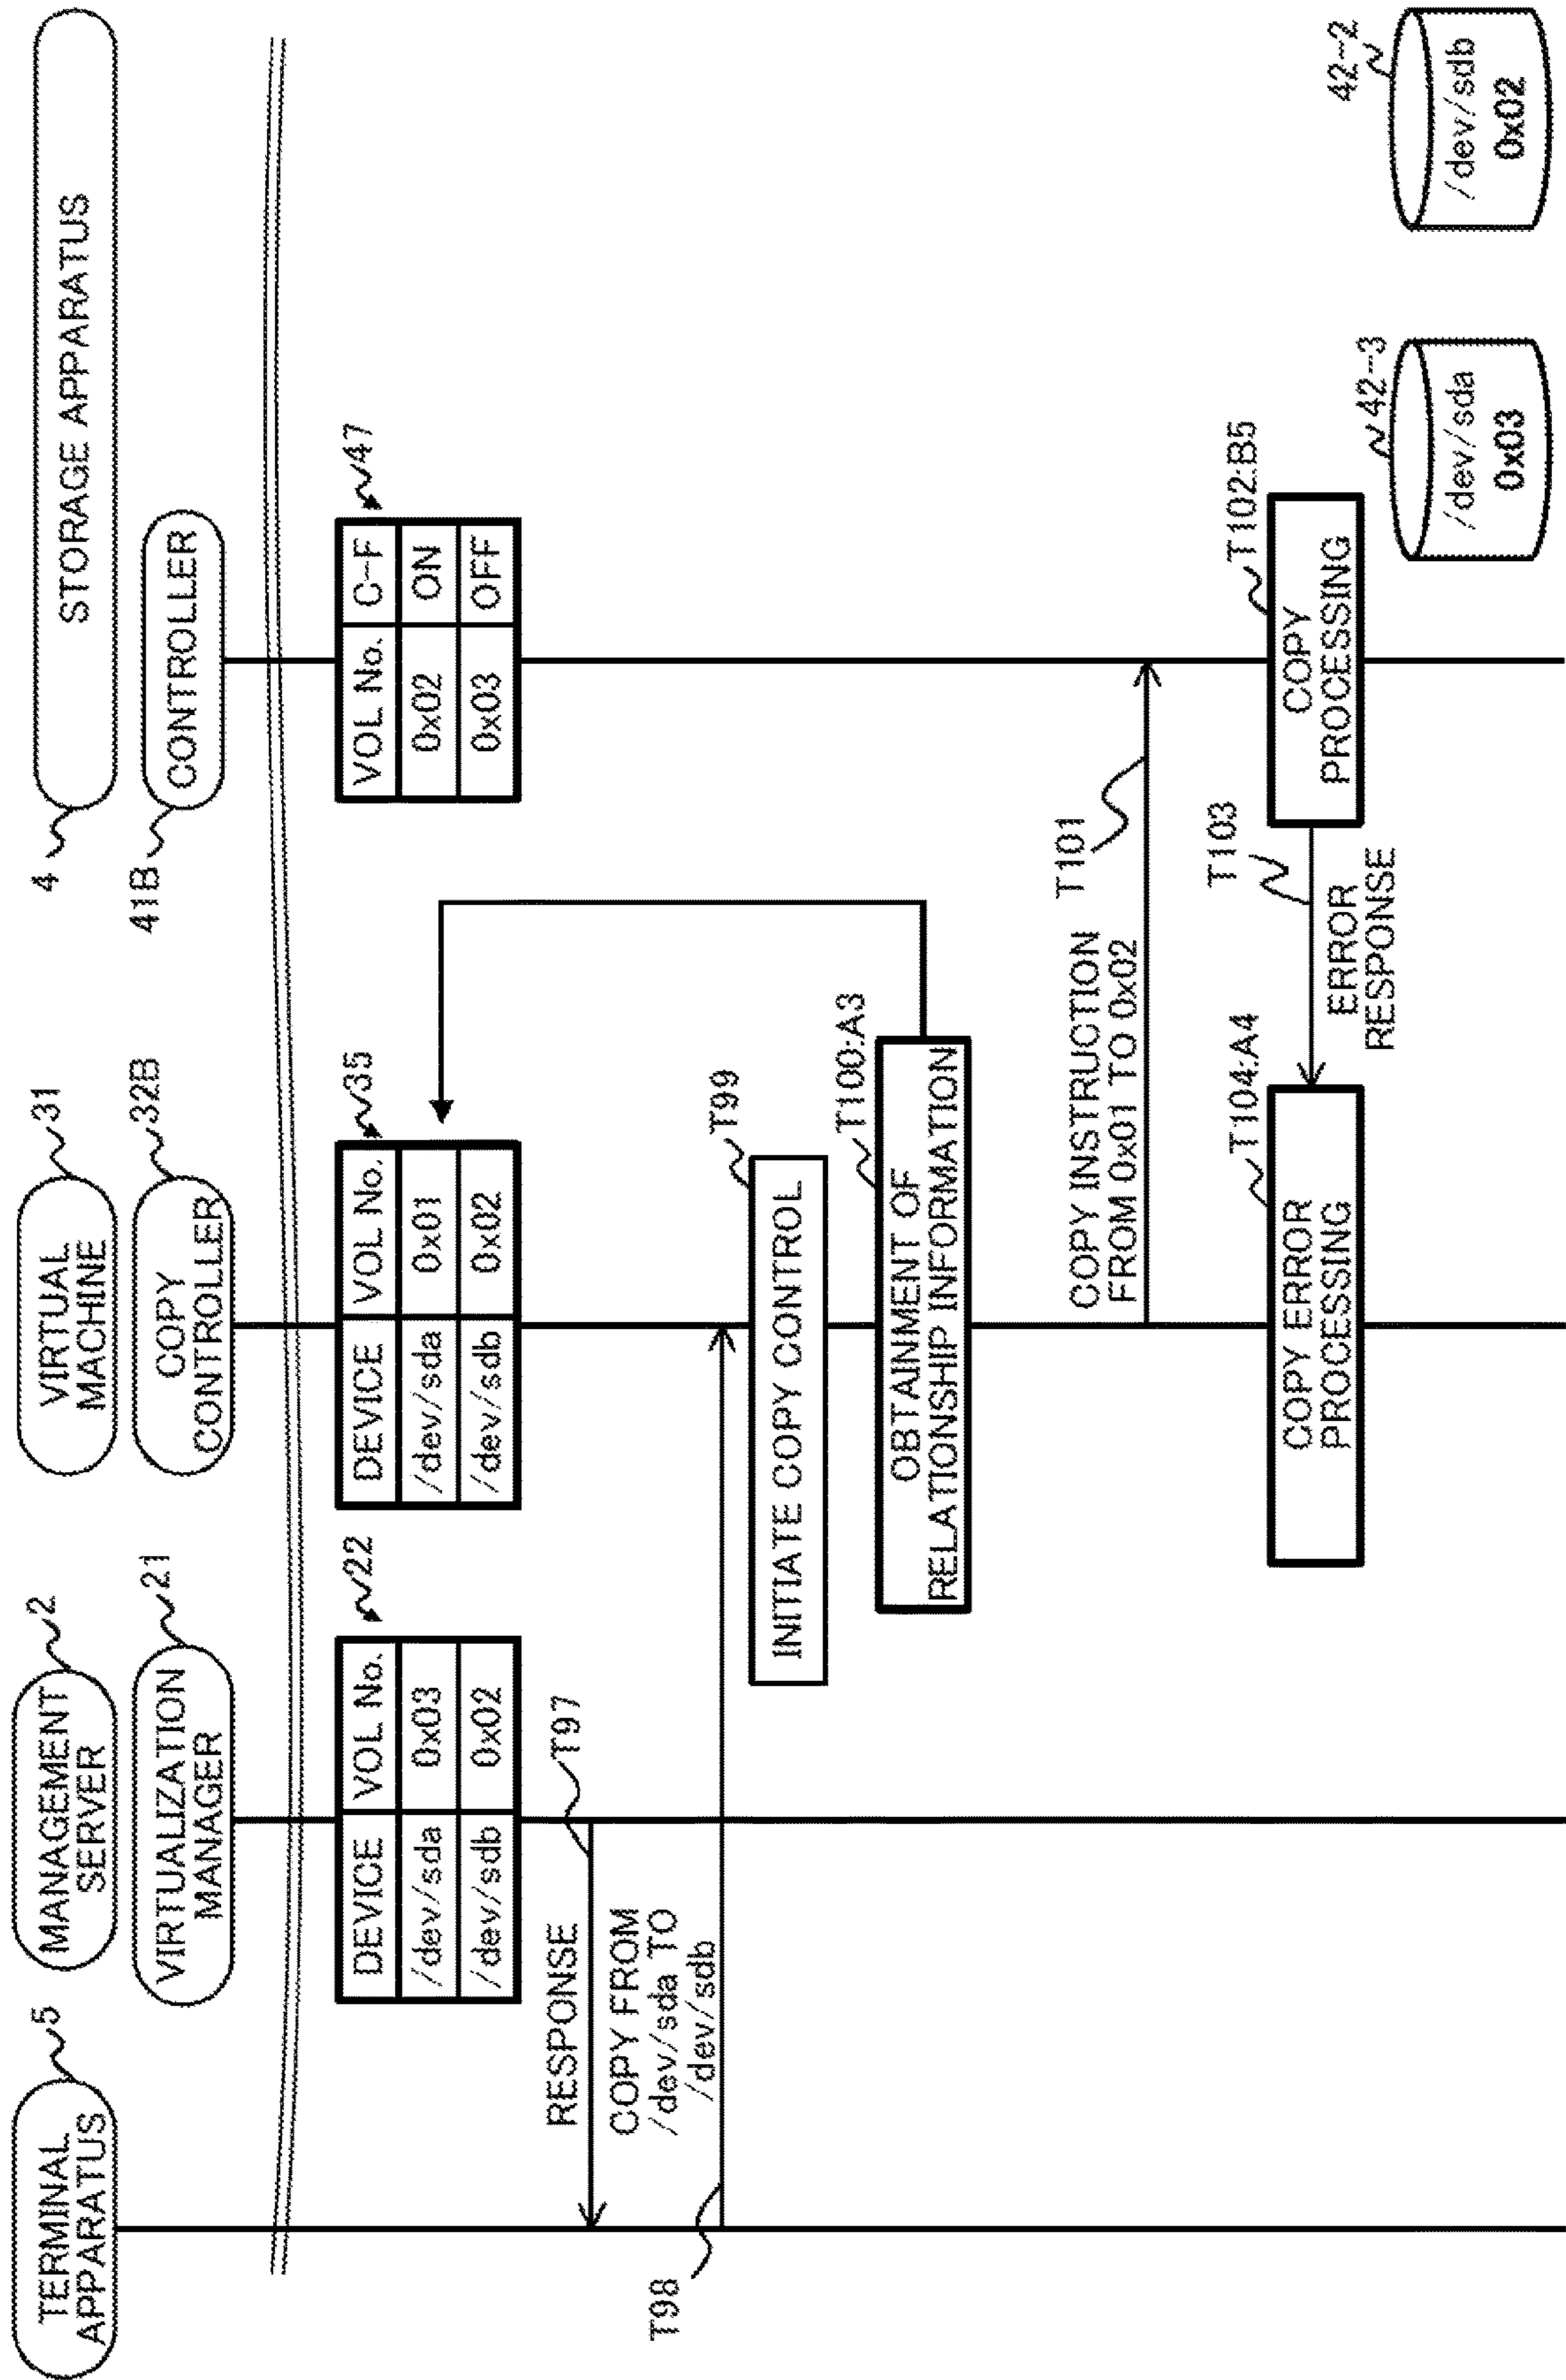 TERMINAL
APPARATUS
5
MANAGEMENT
SERVER
2
VIRTUAL
MACHINE
31
4
STORAGE APPARATUS
VIRTUALIZATION
MANAGER
21
COPY
CONTROLLER
32B
41B
CONTROLLER
22
DEVICE VOL No.
/dev/sda 0x03
/dev/sdb 0x02
35
DEVICE VOL No.
/dev/sda 0x01
/dev/sdb 0x02
47
VOL No. C-F
0x02 ON
0x03 OFF
RESPONSE
T97
COPY FROM
/dev/sda TO
/dev/sdb
T98
T99
INITIATE COPY CONTROL
T100:A3
OBTAINMENT OF
RELATIONSHIP INFORMATION
COPY INSTRUCTION
FROM 0x01 TO 0x02
T101
T104:A4
COPY ERROR
PROCESSING
T103
ERROR
RESPONSE
T102:B5
COPY
PROCESSING
42-3
/dev/sda
0x03
42-2
/dev/sdb
0x02